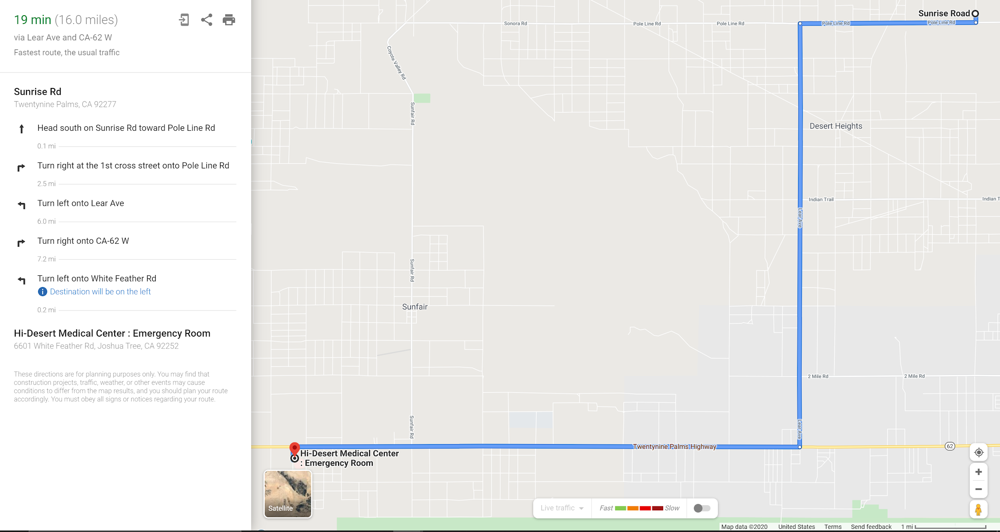 19 min (16.0 miles)
via Lear Ave and CA-62 W
Fastest route, the usual traffic
Sunrise Rd
Twentynine Palms, CA 92277
Head south on Sunrise Rd toward Pole Line Rd
0.1 mi
Turn right at the 1st cross street onto Pole Line Rd
2.5 mi
Turn left onto Lear Ave
6.0 mi
Turn right onto CA-62 W
7.2 mi
Turn left onto White Feather Rd
Destination will be on the left
0.2 mi
Hi-Desert Medical Center : Emergency Room
6601 White Feather Rd, Joshua Tree, CA 92252
These directions are for planning purposes only. You may find that
construction projects, traffic, weather, or other events may cause
conditions to differ from the map results, and you should plan your route
accordingly. You must obey all signs or notices regarding your route.
Sunrise Road
Sonora Rd
Pole Line Rd
Pole Line Rd
Pole Line Rd
Pole Line Rd
Coyote Valley Rd
Sunfair Rd
Desert Heights
Indian Trail
Indian T
Lear Ave
Sunfair Rd
Sunfair
2 Mile Rd
2 Mile Rd
Sunfair Rd
Lear Ave
Twentynine Palms Highway
62
Hi-Desert Medical Center
: Emergency Room
Satellite
Live traffic
Fast
Slow
Map data ©2020
United States
Terms
Send feedback
1 mi